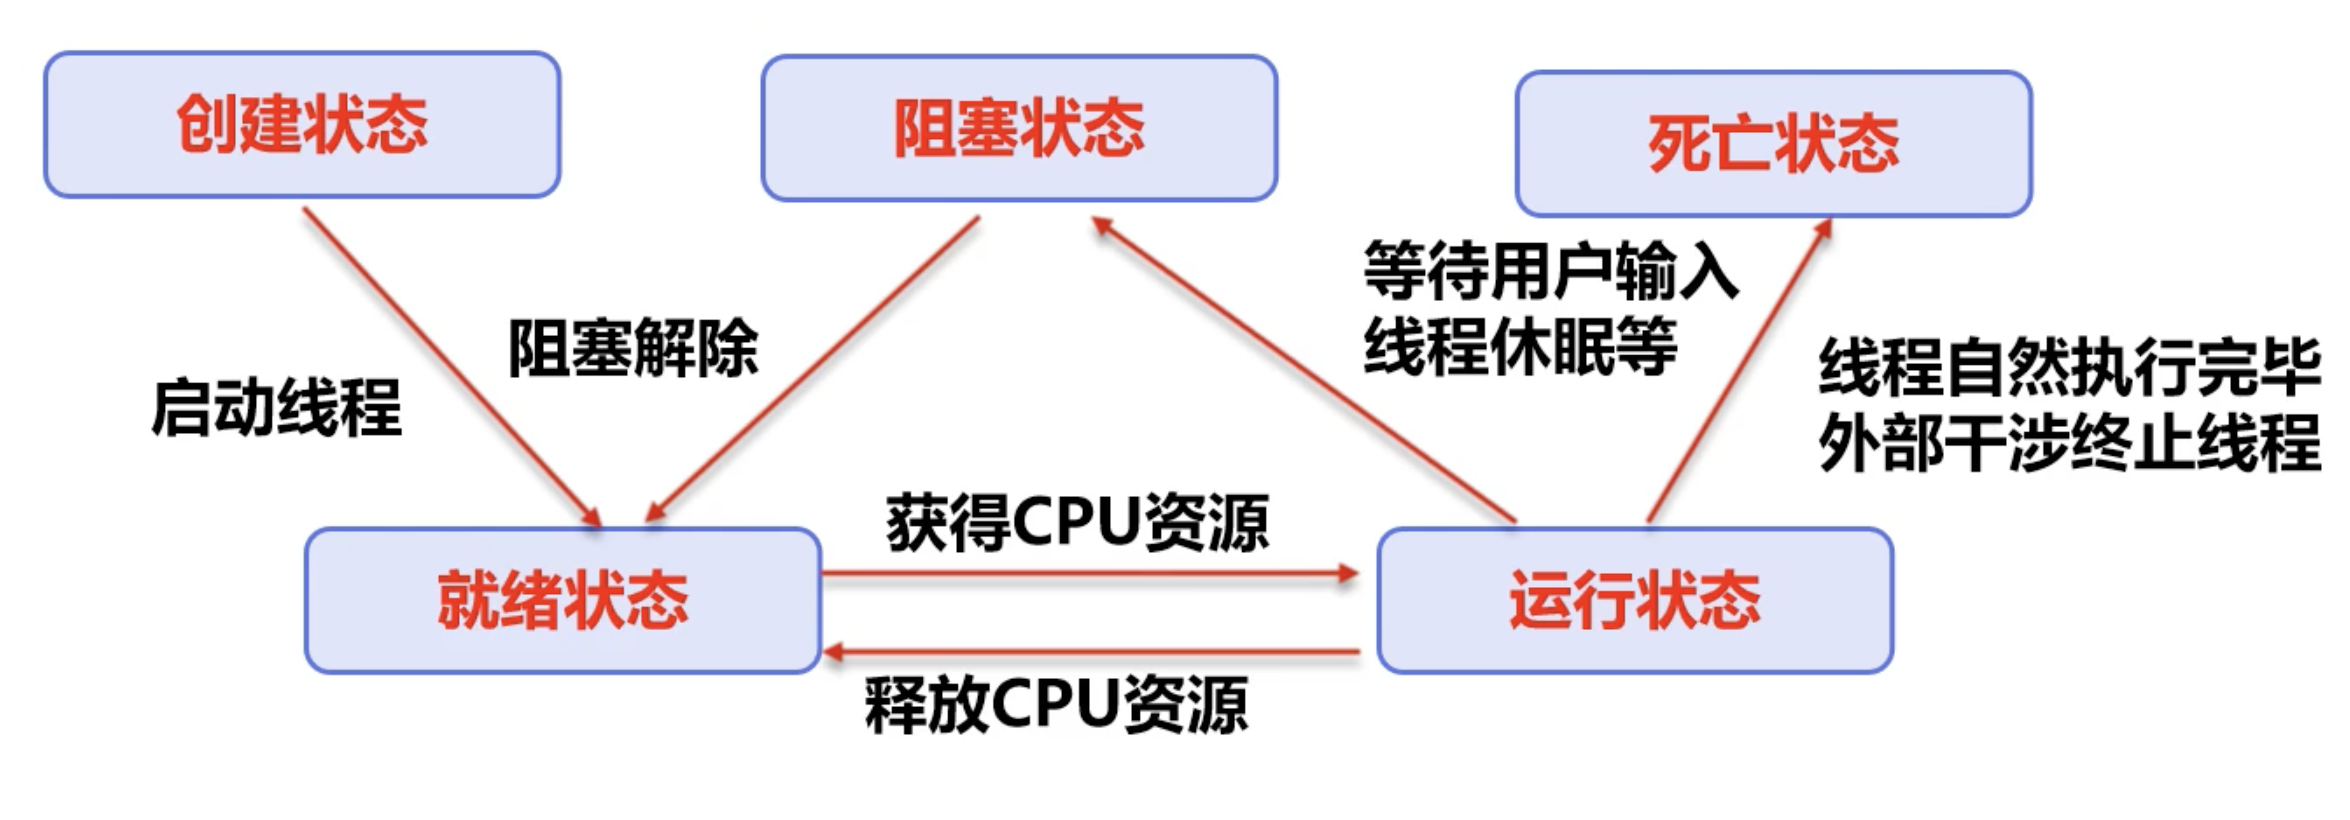 创建状态
阻塞状态
死亡状态
等待用户输入
线程休眠等
阻塞解除
启动线程
线程自然执行完毕
外部干涉终止线程
获得CPU资源
就绪状态
运行状态
释放CPU资源